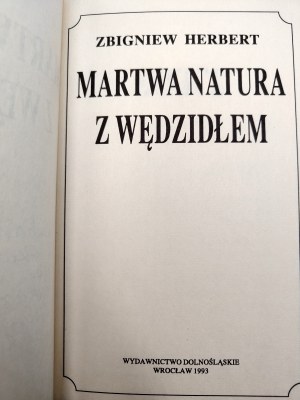 ZBIGNIEW HERBERT
MARTWA NATURA
Z WĘDZIDŁEM
WYDAWNICTWO DOLNOŚLĄSKIE
WROCŁAW 1993